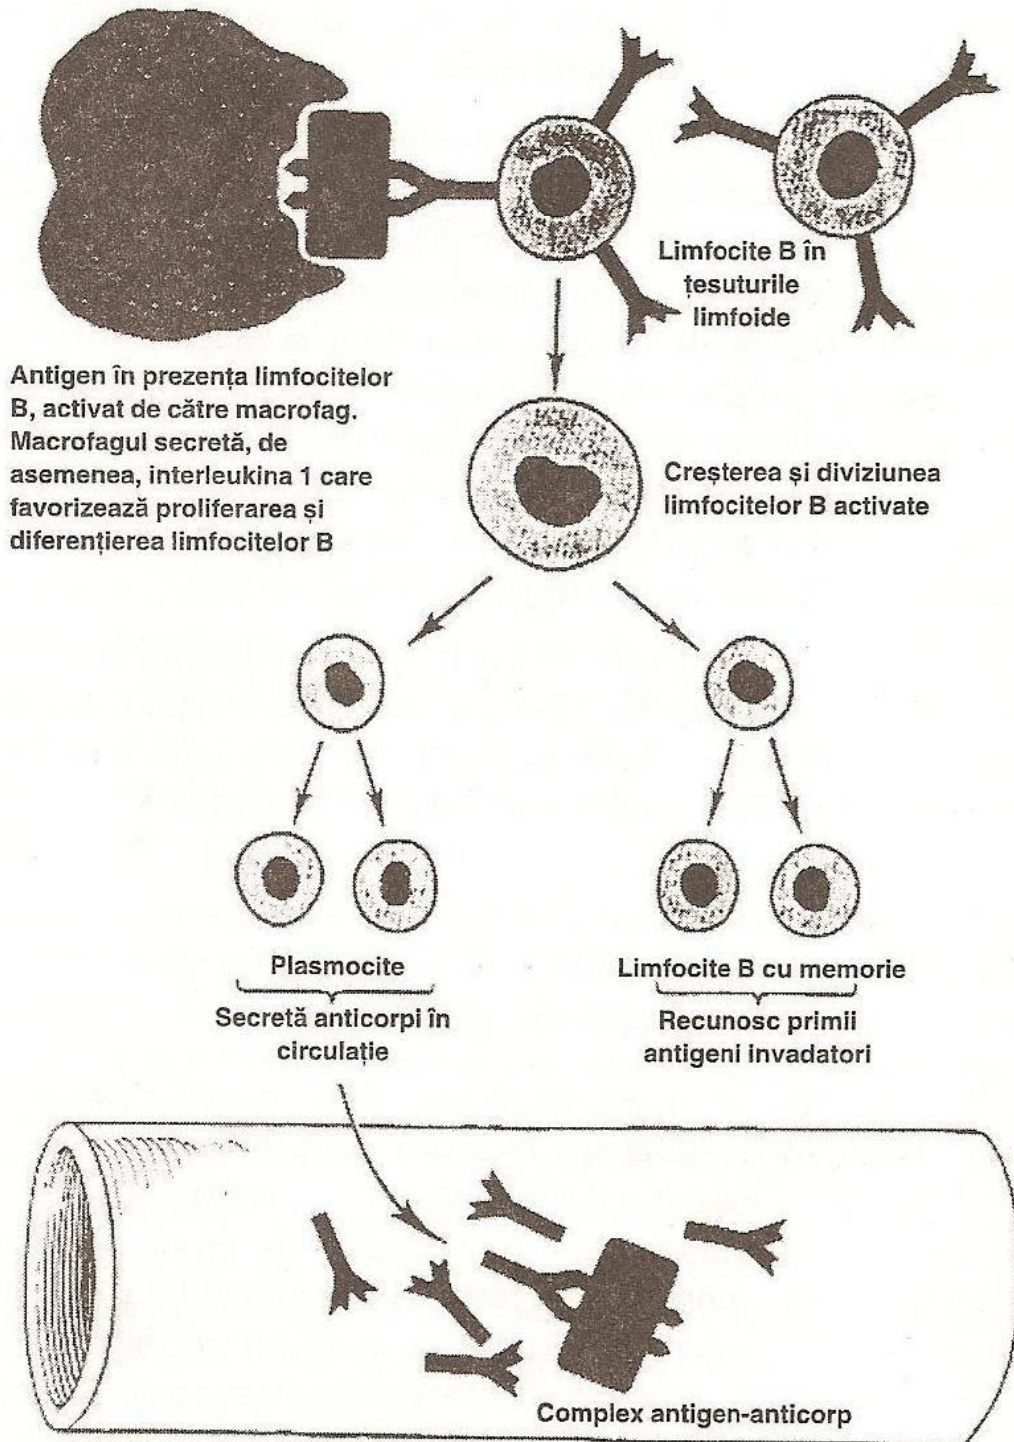 Limfocite B în
țesuturile
limfoide
Antigen în prezența limfocitelor
B, activat de către macrofag.
Macrofagul secretă, de
asemenea, interleukina 1 care
favorizează proliferarea și
diferențierea limfocitelor B
Creșterea și diviziunea
limfocitelor B activate
Plasmocite
Secretă anticorpi în
circulație
Limfocite B cu memorie
Recunosc primii
antigeni invadatori
Complex antigen-anticorp